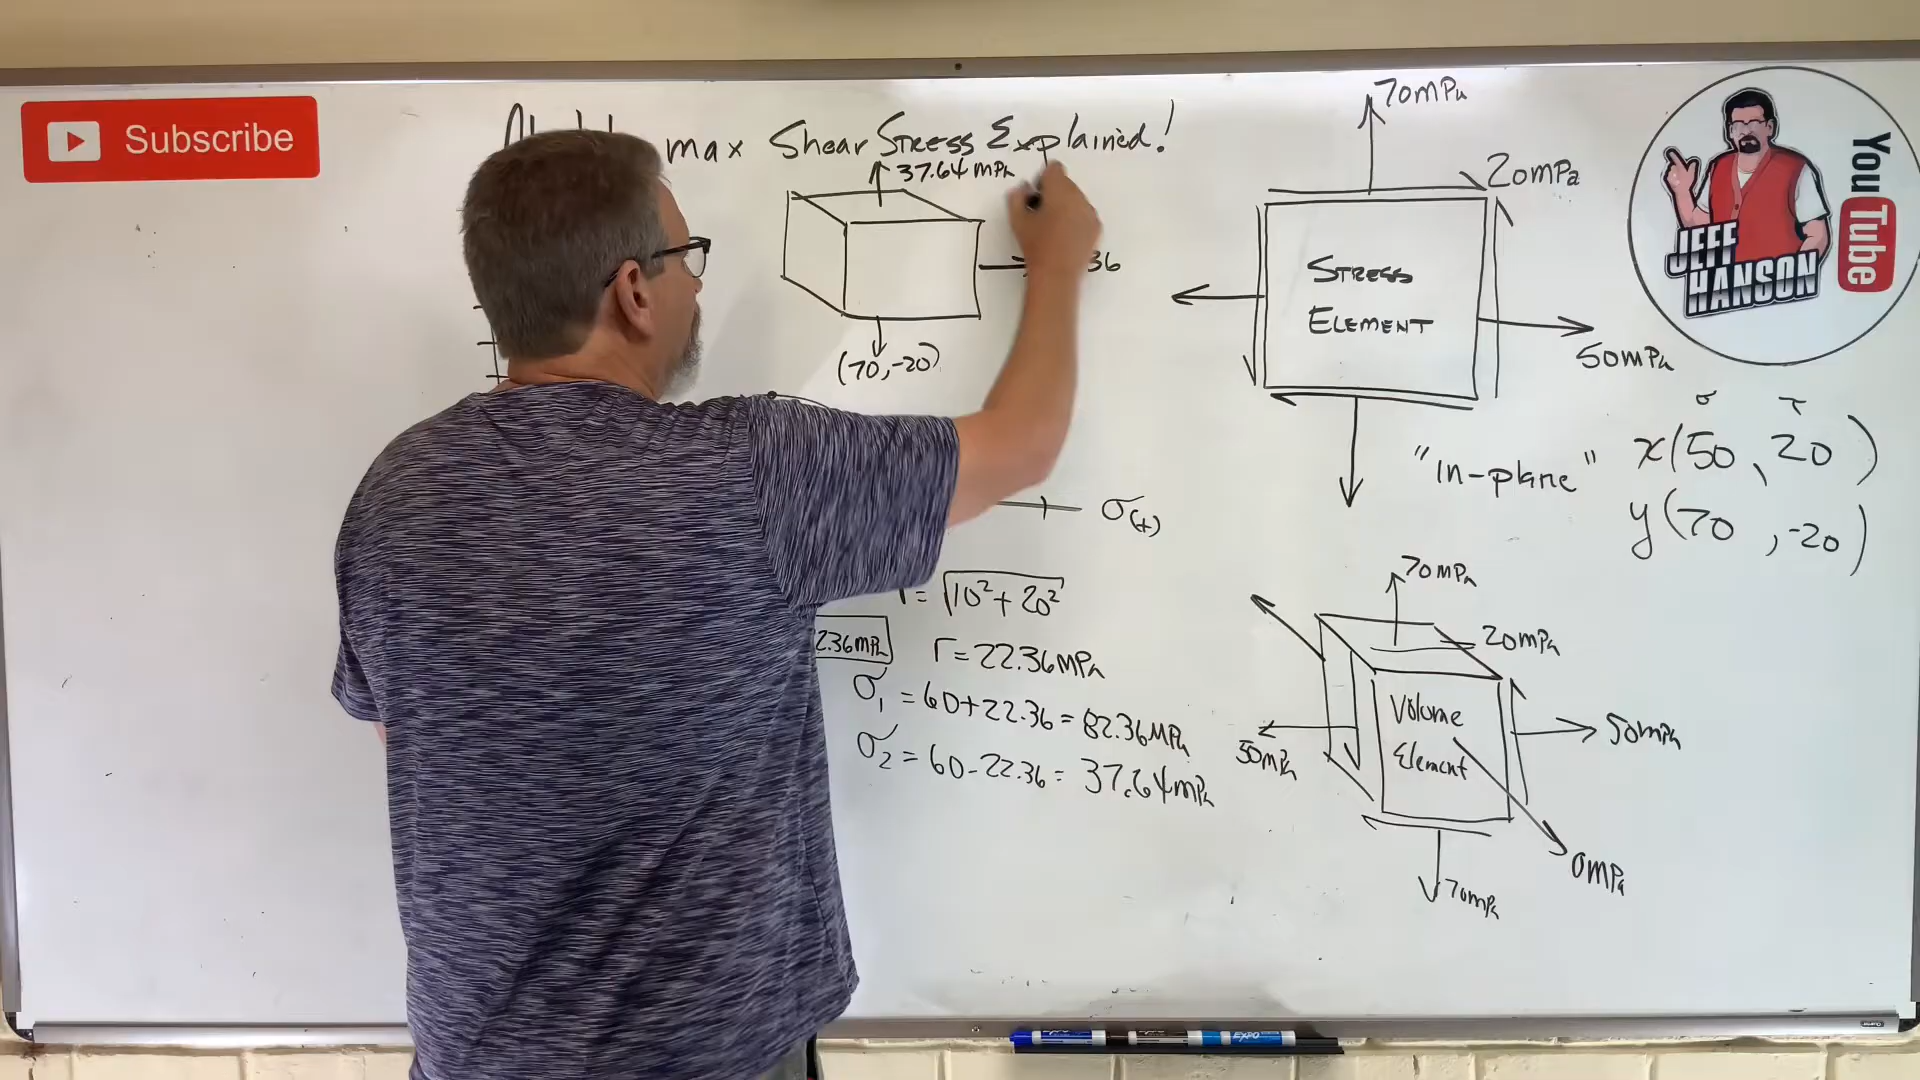 Subscribe
max Shear Stress Explained!
37.64 mPa
36
(70,-20)
σ(+)
= √10²+20²
2.36mPa
r=22.36MPa
σ1 = 60+22.36=82.36MPa
σ2 = 60-22.36= 37.64mPa
70mPa
20mPa
Stress
Element
50mPa
"in-plane"
σ τ
x(50,20)
y(70,-20)
70mPa
20mPa
Volume
Element
50mPa
50mPa
0mPa
70mPa
JEFF
HANSON
YouTube
EXPO